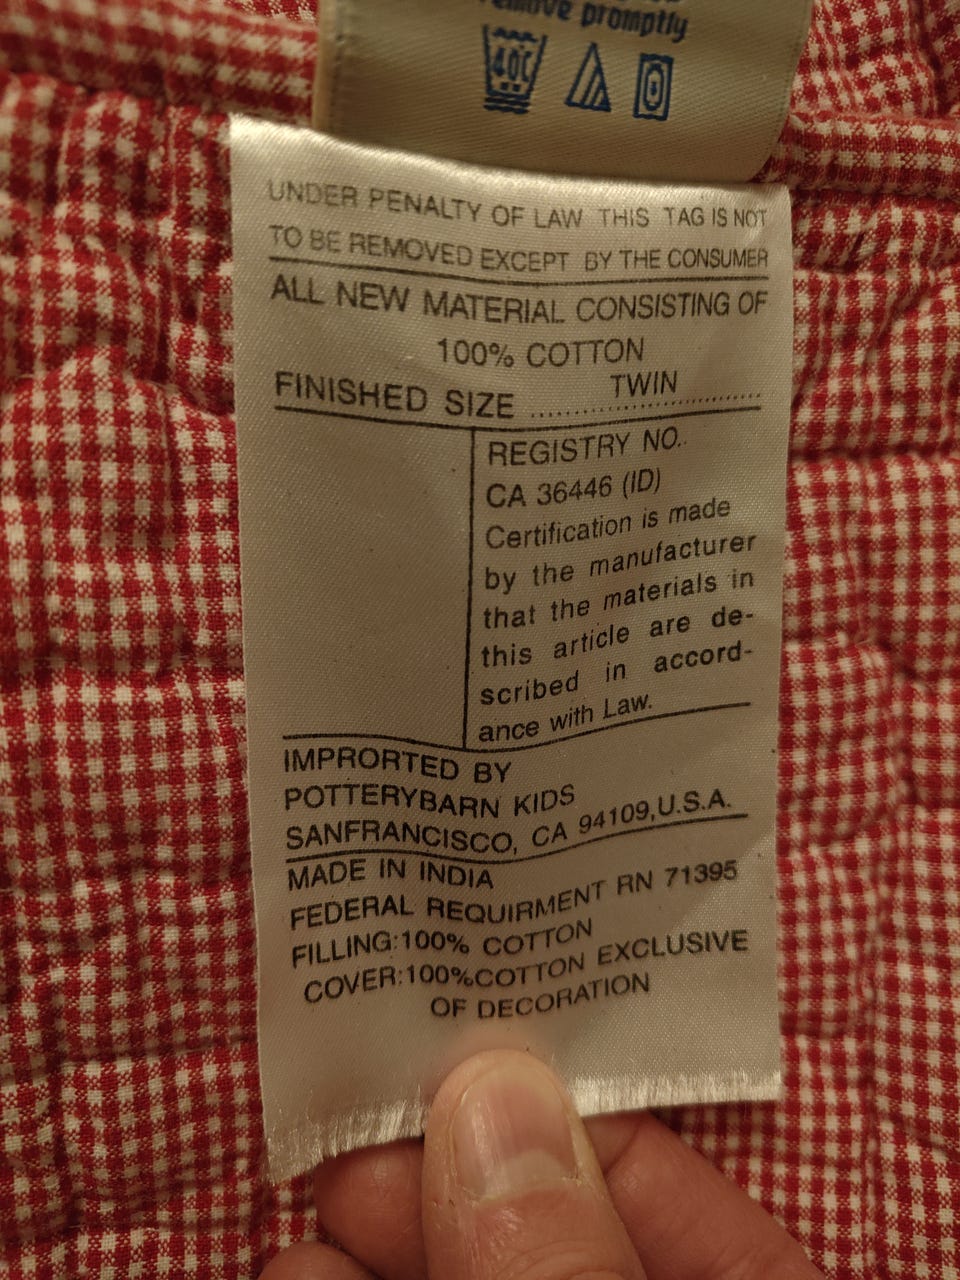 remove promptly
40C
UNDER PENALTY OF LAW THIS TAG IS NOT
TO BE REMOVED EXCEPT BY THE CONSUMER
ALL NEW MATERIAL CONSISTING OF
100% COTTON
FINISHED SIZE ........TWIN........
REGISTRY NO.
CA 36446 (ID)
Certification is made
by the manufacturer
that the materials in
this article are de-
scribed in accord-
ance with Law.
IMPRORTED BY
POTTERYBARN KIDS
SANFRANCISCO, CA 94109,U.S.A.
MADE IN INDIA
FEDERAL REQUIRMENT RN 71395
FILLING:100% COTTON
COVER:100%COTTON EXCLUSIVE
OF DECORATION